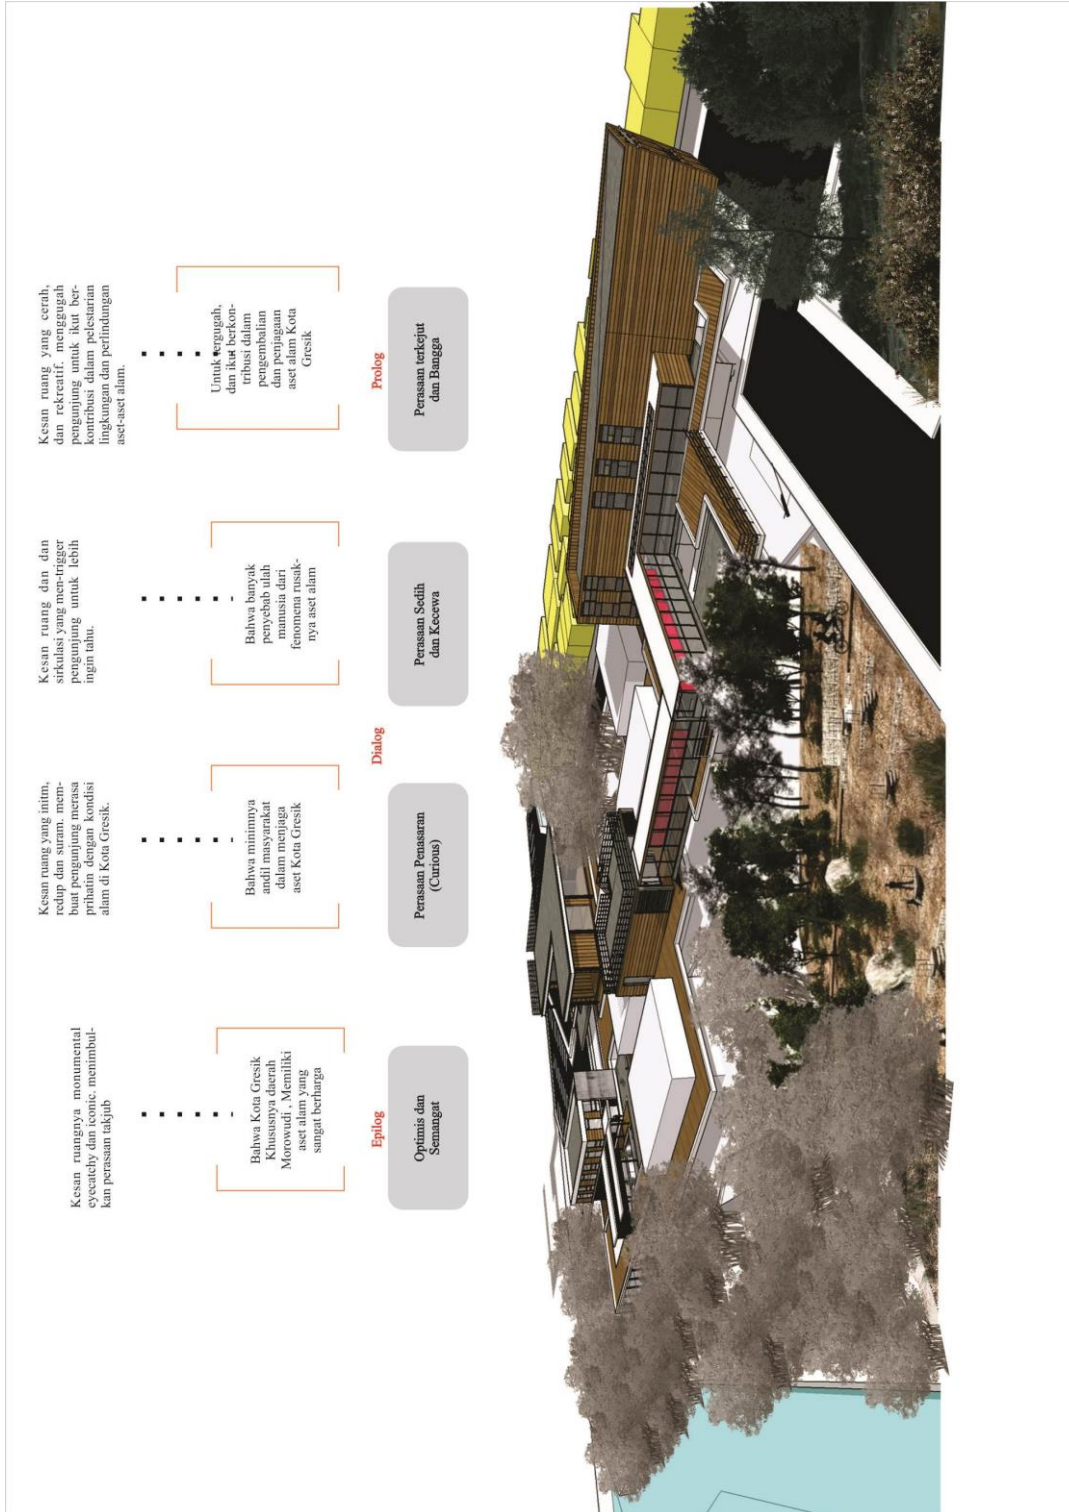 Kesan ruangnya monumental
eyecatchy dan iconic. menimbul-
kan perasaan takjub
Kesan ruang yang initm,
redup dan suram. mem-
buat pengunjung merasa
prihatin dengan kondisi
alam di Kota Gresik.
Kesan ruang dan dan
sirkulasi yang men-trigger
pengunjung untuk lebih
ingin tahu.
Kesan ruang yang cerah,
dan rekreatif. menggugah
pengunjung untuk ikut ber-
kontribusi dalam pelestarian
lingkungan dan perlindungan
aset-aset alam.
Bahwa Kota Gresik
Khususnya daerah
Morowudi , Memiliki
aset alam yang
sangat berharga
Bahwa minimnya
andil masyarakat
dalam menjaga
aset Kota Gresik
Bahwa banyak
penyebab ulah
manusia dari
fenomena rusak-
nya aset alam
Untuk tergugah,
dan ikut berkon-
tribusi dalam
pengembalian
dan penjagaan
aset alam Kota
Gresik
Epilog
Dialog
Prolog
Optimis dan
Semangat
Perasaan Penasaran
(Curious)
Perasaan Sedih
dan Kecewa
Perasaan terkejut
dan Bangga